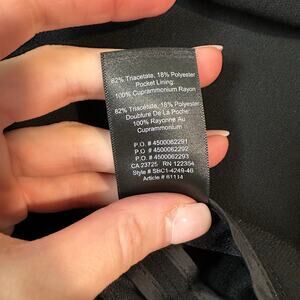 82% Triacetate, 18% Polyester
Pocket Lining:
100% Cuprammonium Rayon
82% Triacetate, 18% Polyester
Doublure De La Poche:
100% Rayonne Au
Cuprammonium
P.O. # 4500062291
P.O. # 4500062292
P.O. # 4500062293
CA 23725 RN 122354
Style # SBC1-4249-46
Article # 61114